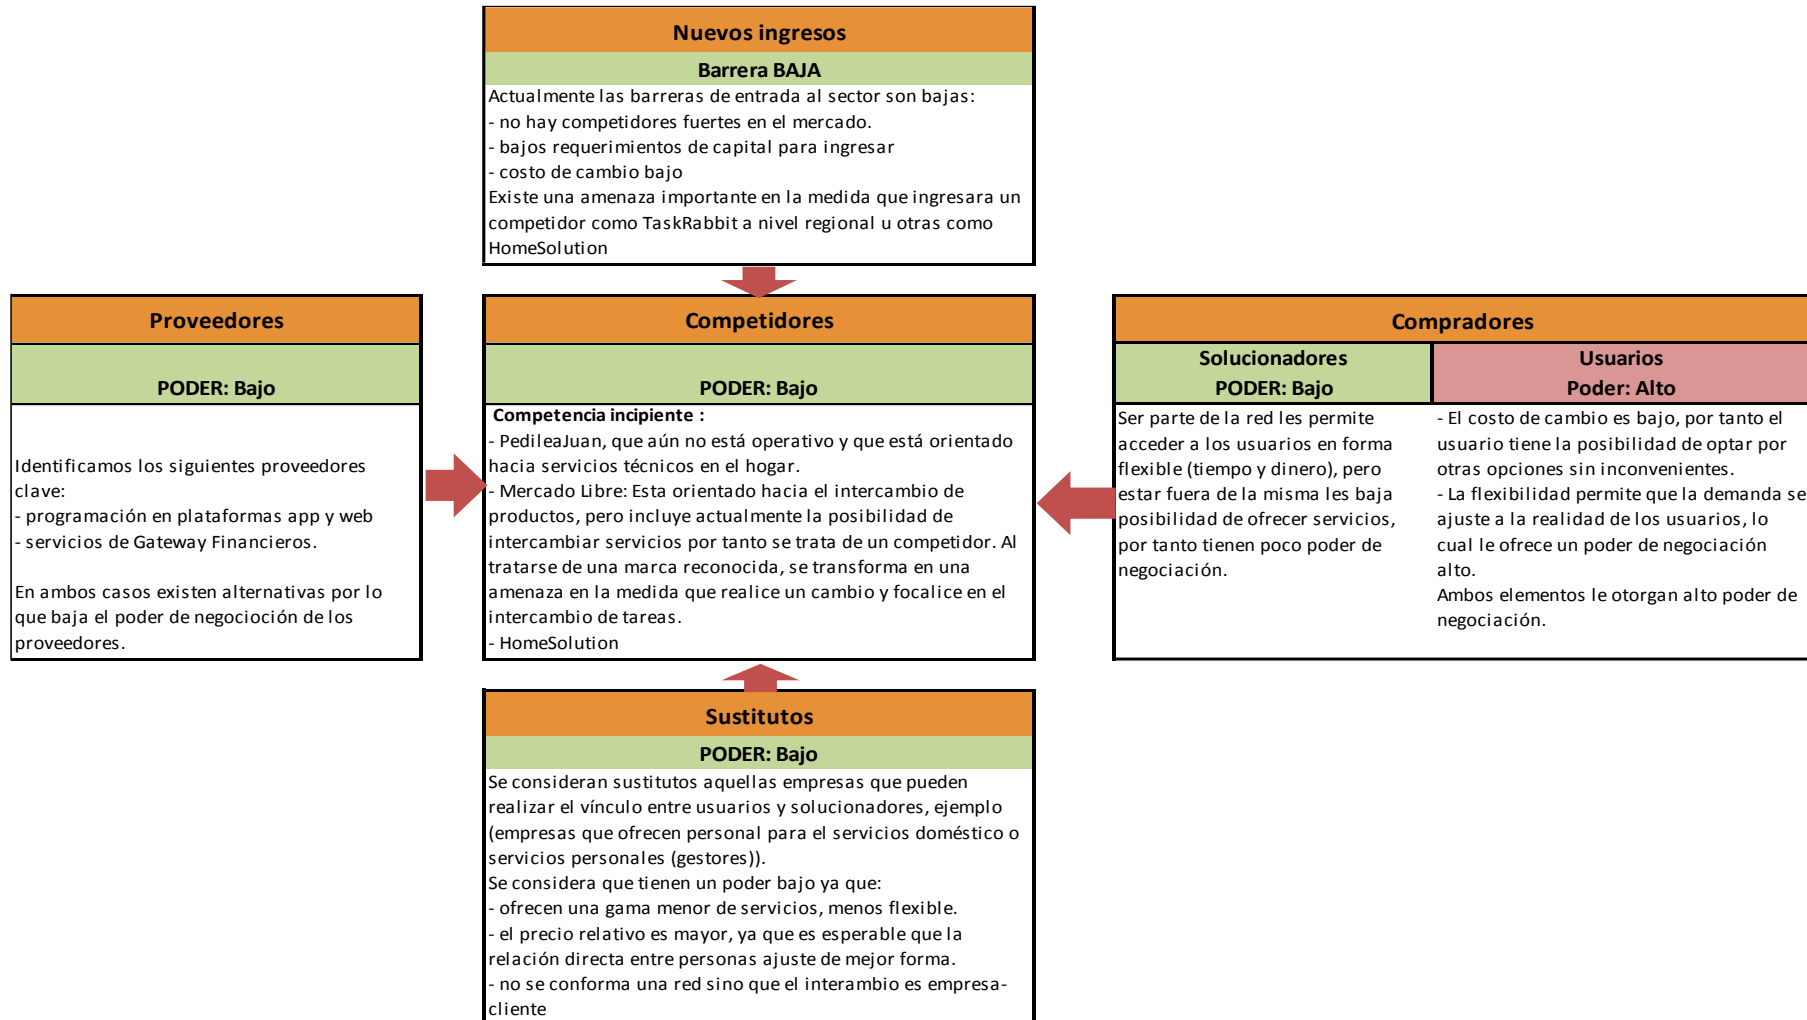 Nuevos ingresos
Barrera BAJA
Actualmente las barreras de entrada al sector son bajas:
- no hay competidores fuertes en el mercado.
- bajos requerimientos de capital para ingresar
- costo de cambio bajo
Existe una amenaza importante en la medida que ingresara un
competidor como TaskRabbit a nivel regional u otras como
HomeSolution
Proveedores
PODER: Bajo
Identificamos los siguientes proveedores
clave:
- programación en plataformas app y web
- servicios de Gateway Financieros.
En ambos casos existen alternativas por lo
que baja el poder de negocioción de los
proveedores.
Competidores
PODER: Bajo
Competencia incipiente :
- PedileaJuan, que aún no está operativo y que está orientado
hacia servicios técnicos en el hogar.
- Mercado Libre: Esta orientado hacia el intercambio de
productos, pero incluye actualmente la posibilidad de
intercambiar servicios por tanto se trata de un competidor. Al
tratarse de una marca reconocida, se transforma en una
amenaza en la medida que realice un cambio y focalice en el
intercambio de tareas.
- HomeSolution
Compradores
Solucionadores
PODER: Bajo
Ser parte de la red les permite
acceder a los usuarios en forma
flexible (tiempo y dinero), pero
estar fuera de la misma les baja
posibilidad de ofrecer servicios,
por tanto tienen poco poder de
negociación.
Usuarios
Poder: Alto
- El costo de cambio es bajo, por tanto el
usuario tiene la posibilidad de optar por
otras opciones sin inconvenientes.
- La flexibilidad permite que la demanda se
ajuste a la realidad de los usuarios, lo
cual le ofrece un poder de negociación
alto.
Ambos elementos le otorgan alto poder de
negociación.
Sustitutos
PODER: Bajo
Se consideran sustitutos aquellas empresas que pueden
realizar el vínculo entre usuarios y solucionadores, ejemplo
(empresas que ofrecen personal para el servicios doméstico o
servicios personales (gestores)).
Se considera que tienen un poder bajo ya que:
- ofrecen una gama menor de servicios, menos flexible.
- el precio relativo es mayor, ya que es esperable que la
relación directa entre personas ajuste de mejor forma.
- no se conforma una red sino que el interambio es empresa-
cliente